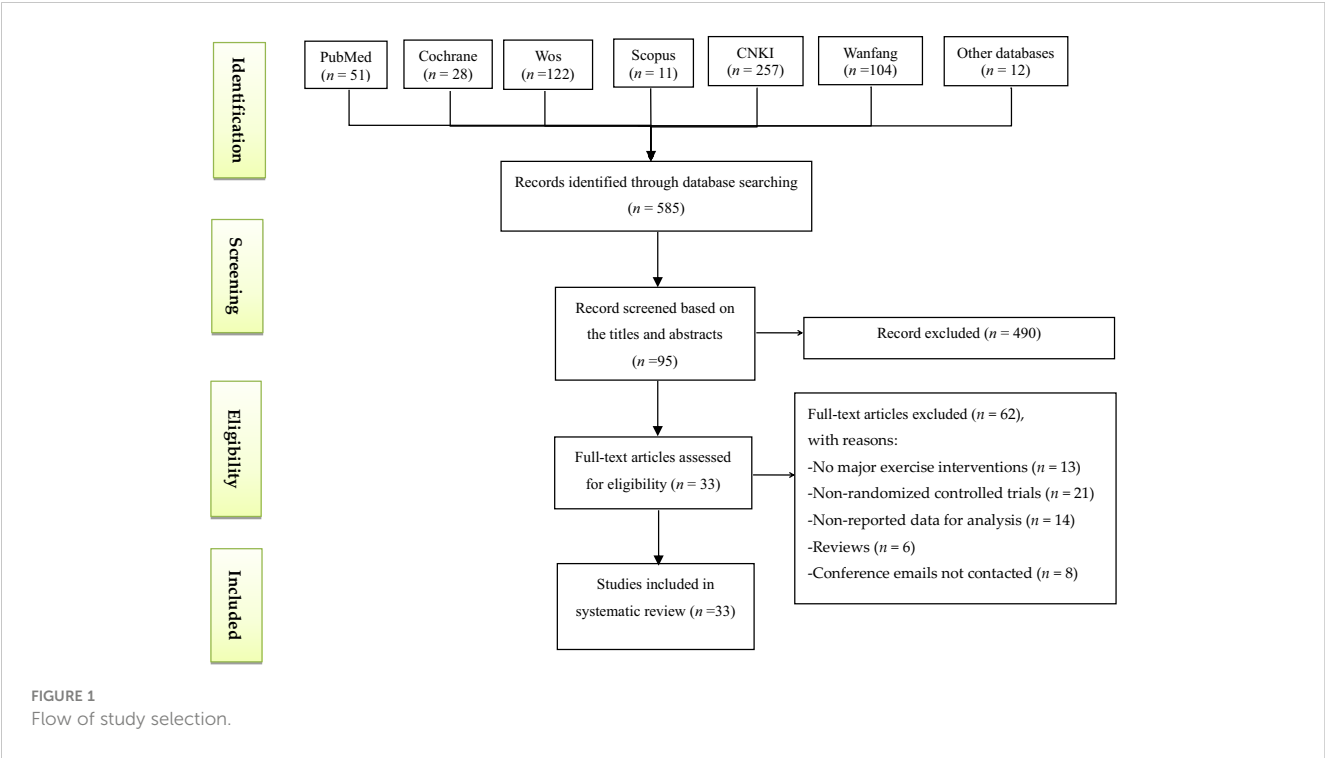 Identification
PubMed
(n = 51)
Cochrane
(n = 28)
Wos
(n =122)
Scopus
(n = 11)
CNKI
(n = 257)
Wanfang
(n =104)
Other databases
(n = 12)
Records identified through database searching
(n = 585)
Screening
Record screened based on
the titles and abstracts
(n =95)
Record excluded (n = 490)
Eligibility
Full-text articles assessed
for eligibility (n = 33)
Full-text articles excluded (n = 62),
with reasons:
-No major exercise interventions (n = 13)
-Non-randomized controlled trials (n = 21)
-Non-reported data for analysis (n = 14)
-Reviews (n = 6)
-Conference emails not contacted (n = 8)
Included
Studies included in
systematic review (n =33)
FIGURE 1
Flow of study selection.